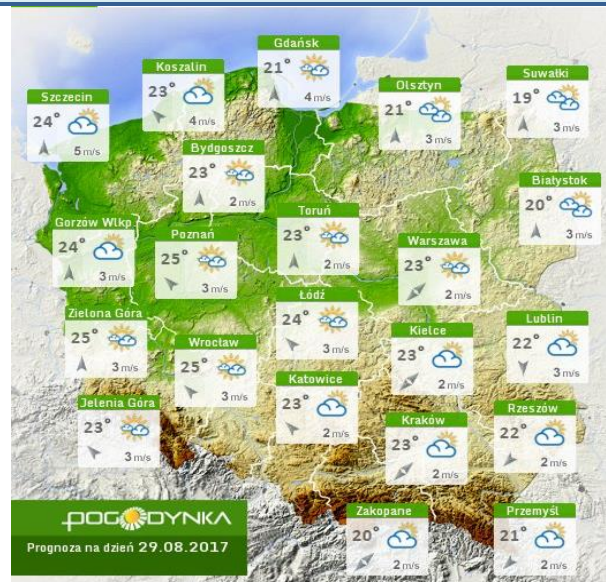 Gdańsk
21°
4 m/s
Koszalin
23°
4 m/s
Suwałki
19°
3 m/s
Olsztyn
21°
3 m/s
Szczecin
24°
5 m/s
Bydgoszcz
23°
2 m/s
Białystok
20°
3 m/s
Toruń
23°
2 m/s
Gorzów Wlkp.
24°
3 m/s
Poznań
25°
3 m/s
Warszawa
23°
2 m/s
Łódź
24°
3 m/s
Zielona Góra
25°
3 m/s
Lublin
22°
3 m/s
Kielce
23°
2 m/s
Wrocław
25°
3 m/s
Katowice
23°
2 m/s
Jelenia Góra
23°
3 m/s
Rzeszów
22°
2 m/s
Kraków
23°
2 m/s
Zakopane
20°
2 m/s
Przemyśl
21°
2 m/s
POGODYNKA
Prognoza na dzień 29.08.2017